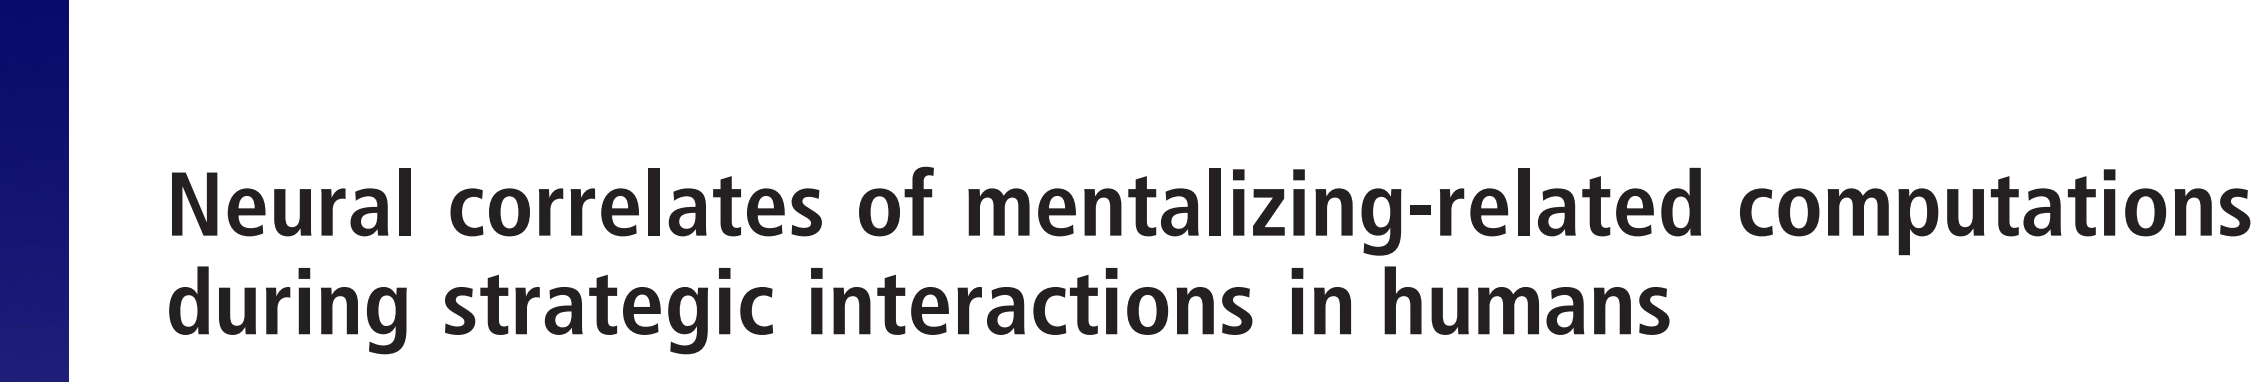 Neural correlates of mentalizing-related computations
during strategic interactions in humans